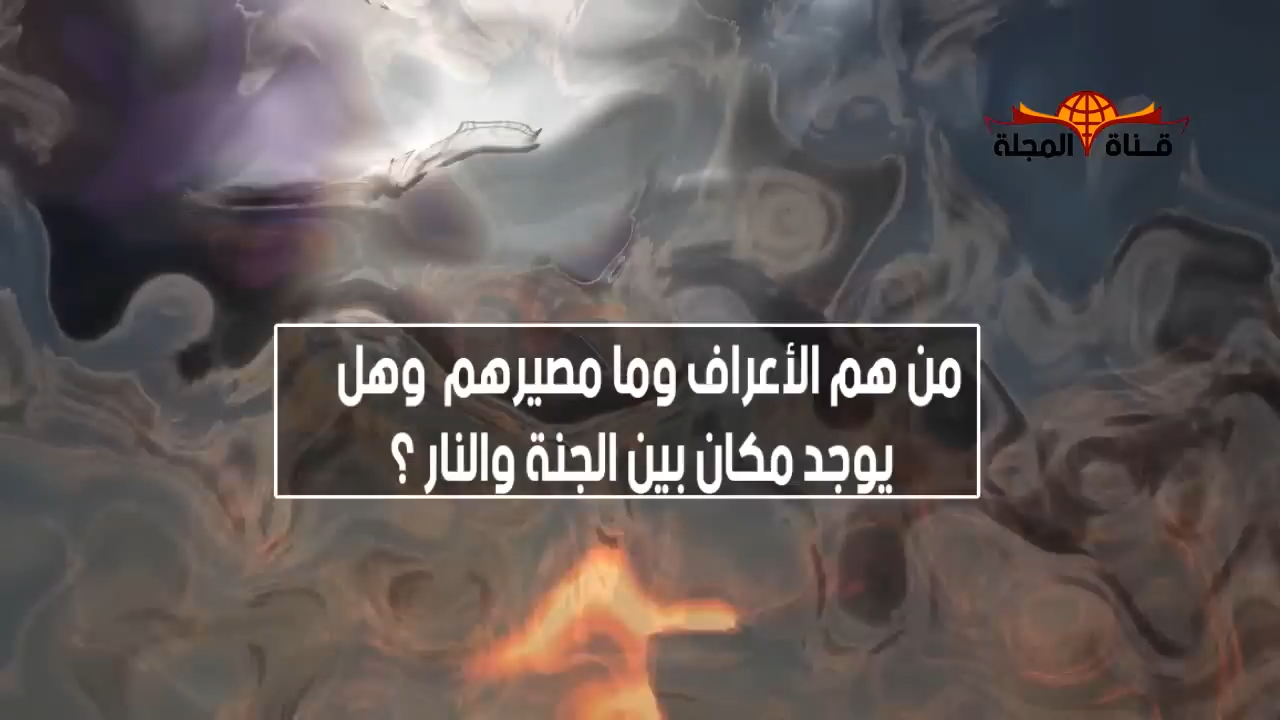 قناة المجلة
من هم الأعراف وما مصيرهم وهل
يوجد مكان بين الجنة والنار ؟